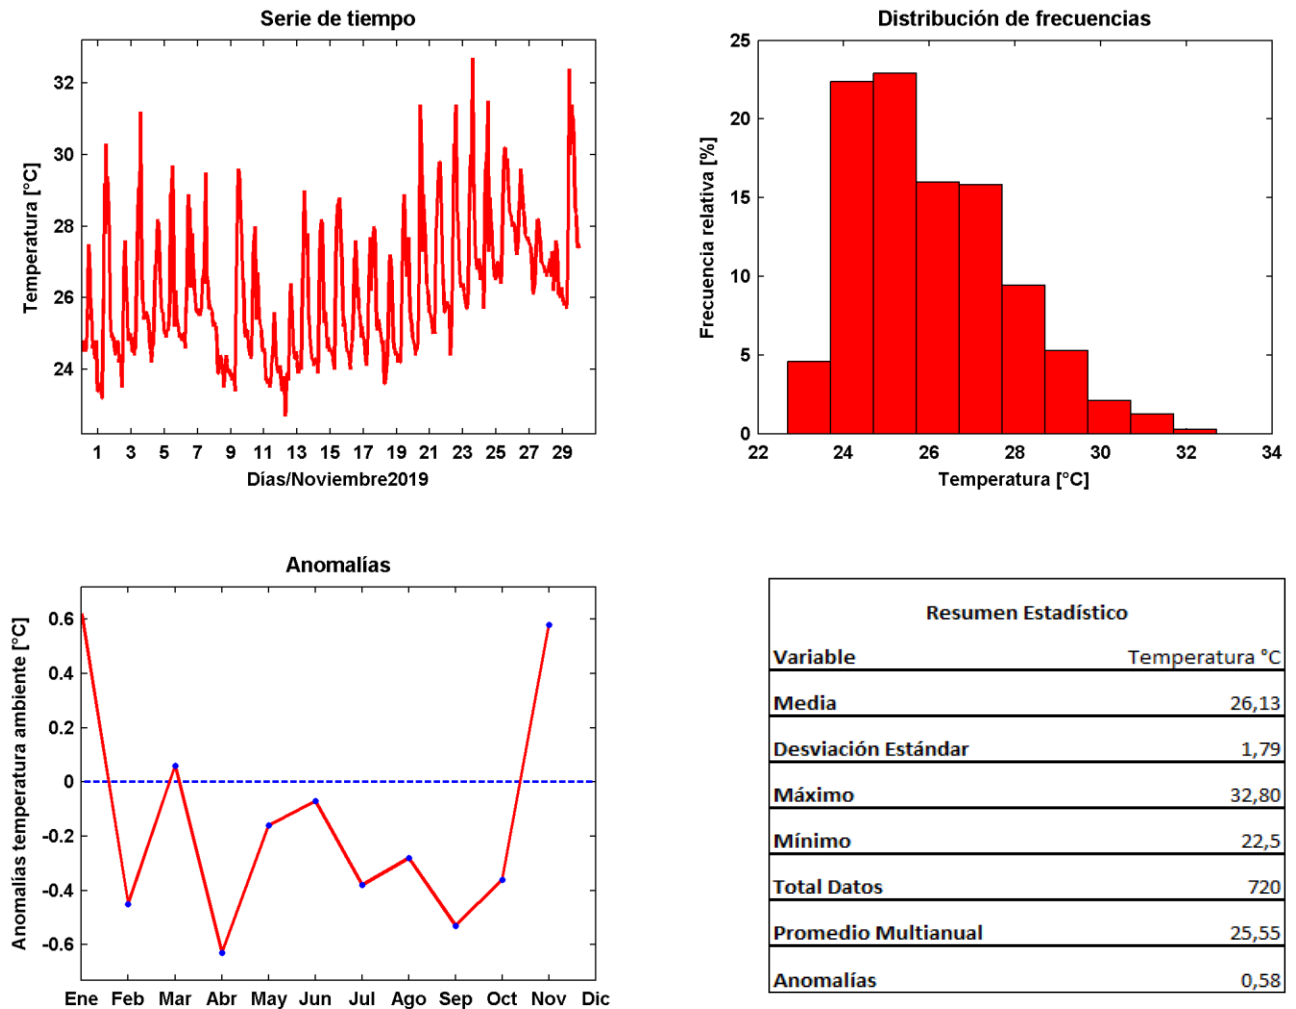 Serie de tiempo
Temperatura [°C]
32
30
28
26
24
1 3 5 7 9 11 13 15 17 19 21 23 25 27 29
Días/Noviembre2019
Distribución de frecuencias
Frecuencia relativa [%]
25
20
15
10
5
0
22 24 26 28 30 32 34
Temperatura [°C]
Anomalías
Anomalías temperatura ambiente [°C]
0.6
0.4
0.2
0
-0.2
-0.4
-0.6
Ene Feb Mar Abr May Jun Jul Ago Sep Oct Nov Dic
Resumen Estadístico
Variable Temperatura °C
Media 26,13
Desviación Estándar 1,79
Máximo 32,80
Mínimo 22,5
Total Datos 720
Promedio Multianual 25,55
Anomalías 0,58